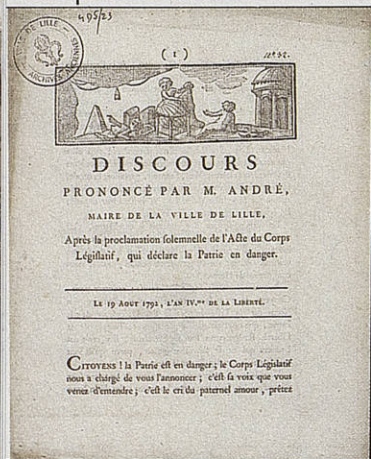 495/23
( 1 )
DE LILLE
ARCHIVES
DISCOURS
PRONONCÉ PAR M. ANDRÉ,
MAIRE DE LA VILLE DE LILLE,
Après la proclamation ſolemnelle de l'Acte du Corps
Légiſlatif, qui déclare la Patrie en danger.
LE 19 AOUT 1792, L'AN IV.me DE LA LIBERTÉ.
CITOYENS ! la Patrie eſt en danger ; le Corps Légiſlatif
nous a chargé de vous l'annoncer ; c'eſt ſa voix que vous
venez d'entendre ; c'eſt le cri du paternel amour , prêtez